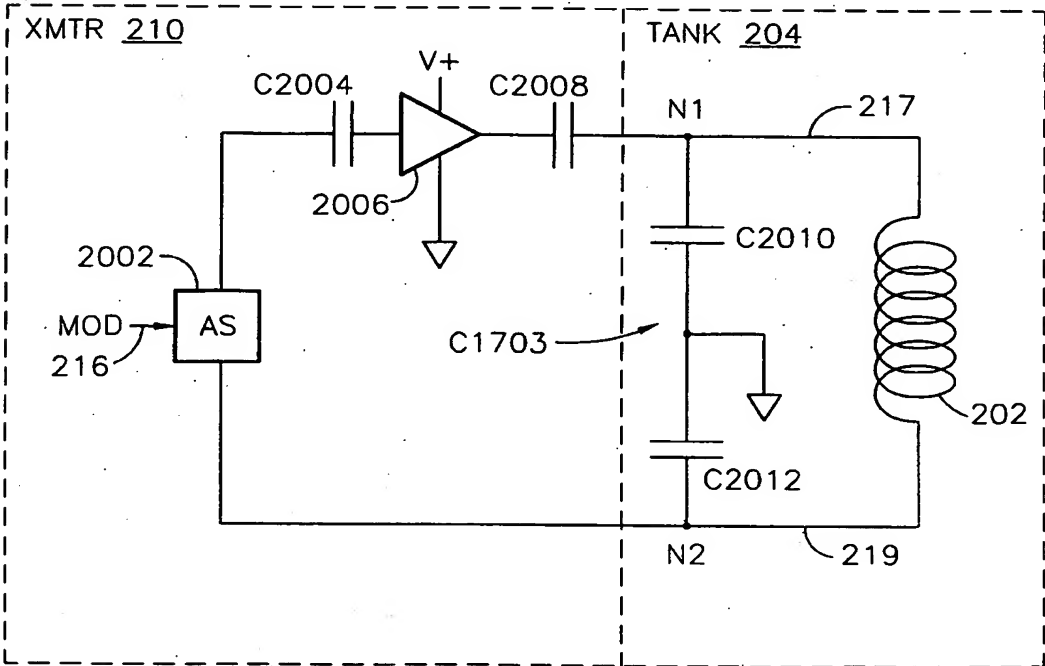 XMTR 210
TANK 204
V+
C2004
C2008
N1
217
2006
C2010
2002
MOD
AS
216
C1703
202
C2012
N2
219